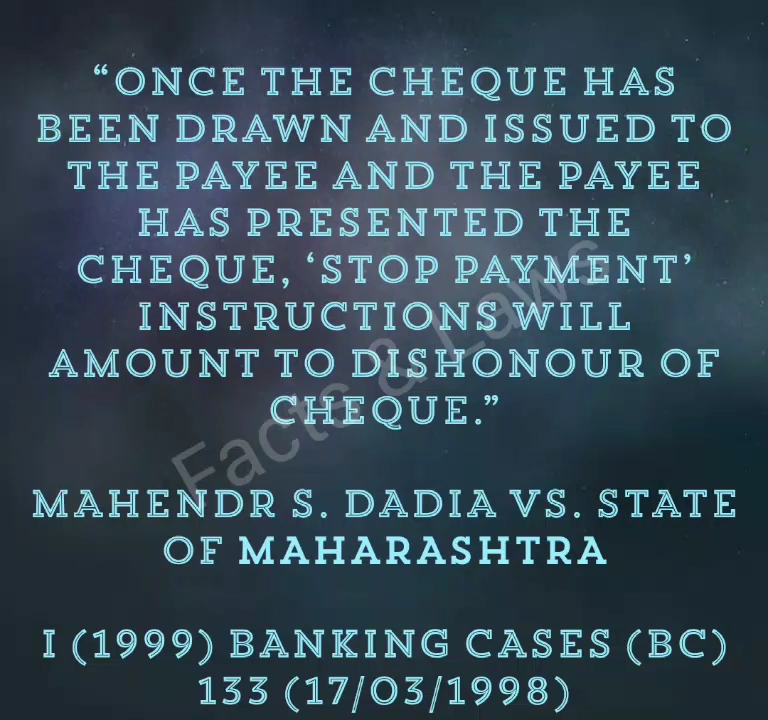 “ONCE THE CHEQUE HAS
BEEN DRAWN AND ISSUED TO
THE PAYEE AND THE PAYEE
HAS PRESENTED THE
CHEQUE, ‘STOP PAYMENT’
INSTRUCTIONS WILL
AMOUNT TO DISHONOUR OF
CHEQUE.”
Facts & Laws
MAHENDR S. DADIA VS. STATE
OF MAHARASHTRA
I (1999) BANKING CASES (BC)
133 (17/03/1998)